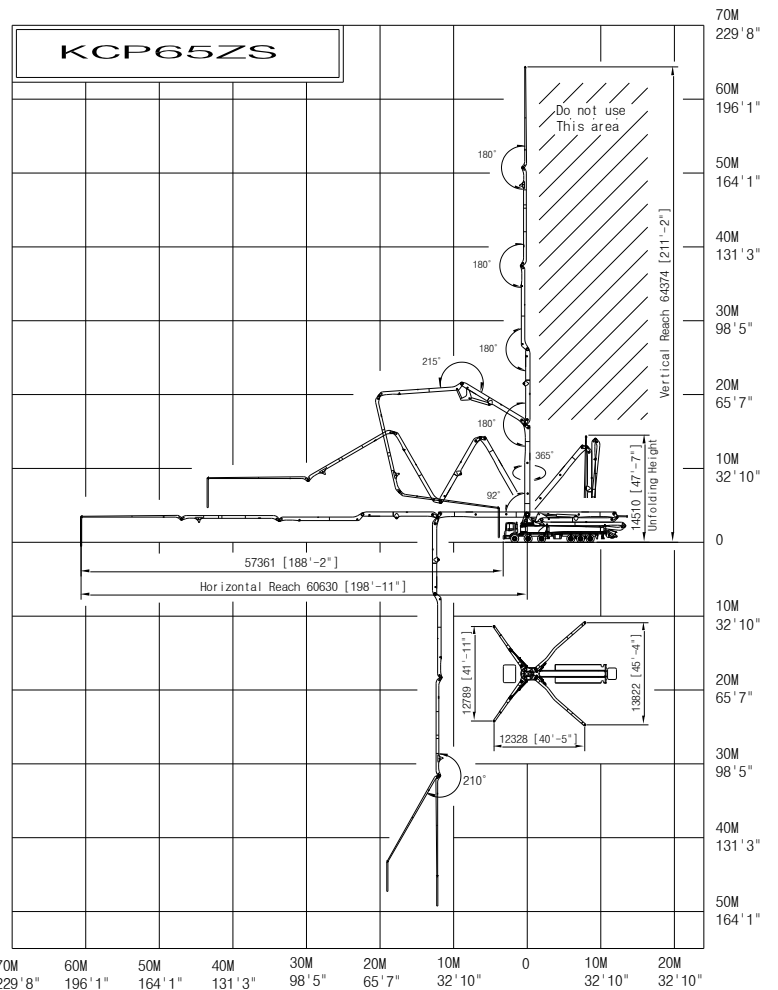 KCP65ZS
70M
229'8"
60M
196'1"
Do not use
This area
180°
50M
164'1"
40M
131'3"
180°
Vertical Reach 64374 [211'-2"]
30M
98'5"
180°
215°
20M
65'7"
180°
10M
32'10"
365°
92°
14510 [47'-7"]
Unfolding Height
0
57361 [188'-2"]
Horizontal Reach 60630 [198'-11"]
10M
32'10"
12789 [41'-11"]
13822 [45'-4"]
20M
65'7"
12328 [40'-5"]
30M
98'5"
210°
40M
131'3"
50M
164'1"
70M 60M 50M 40M 30M 20M 10M 0 10M 20M
229'8" 196'1" 164'1" 131'3" 98'5" 65'7" 32'10" 32'10" 32'10"